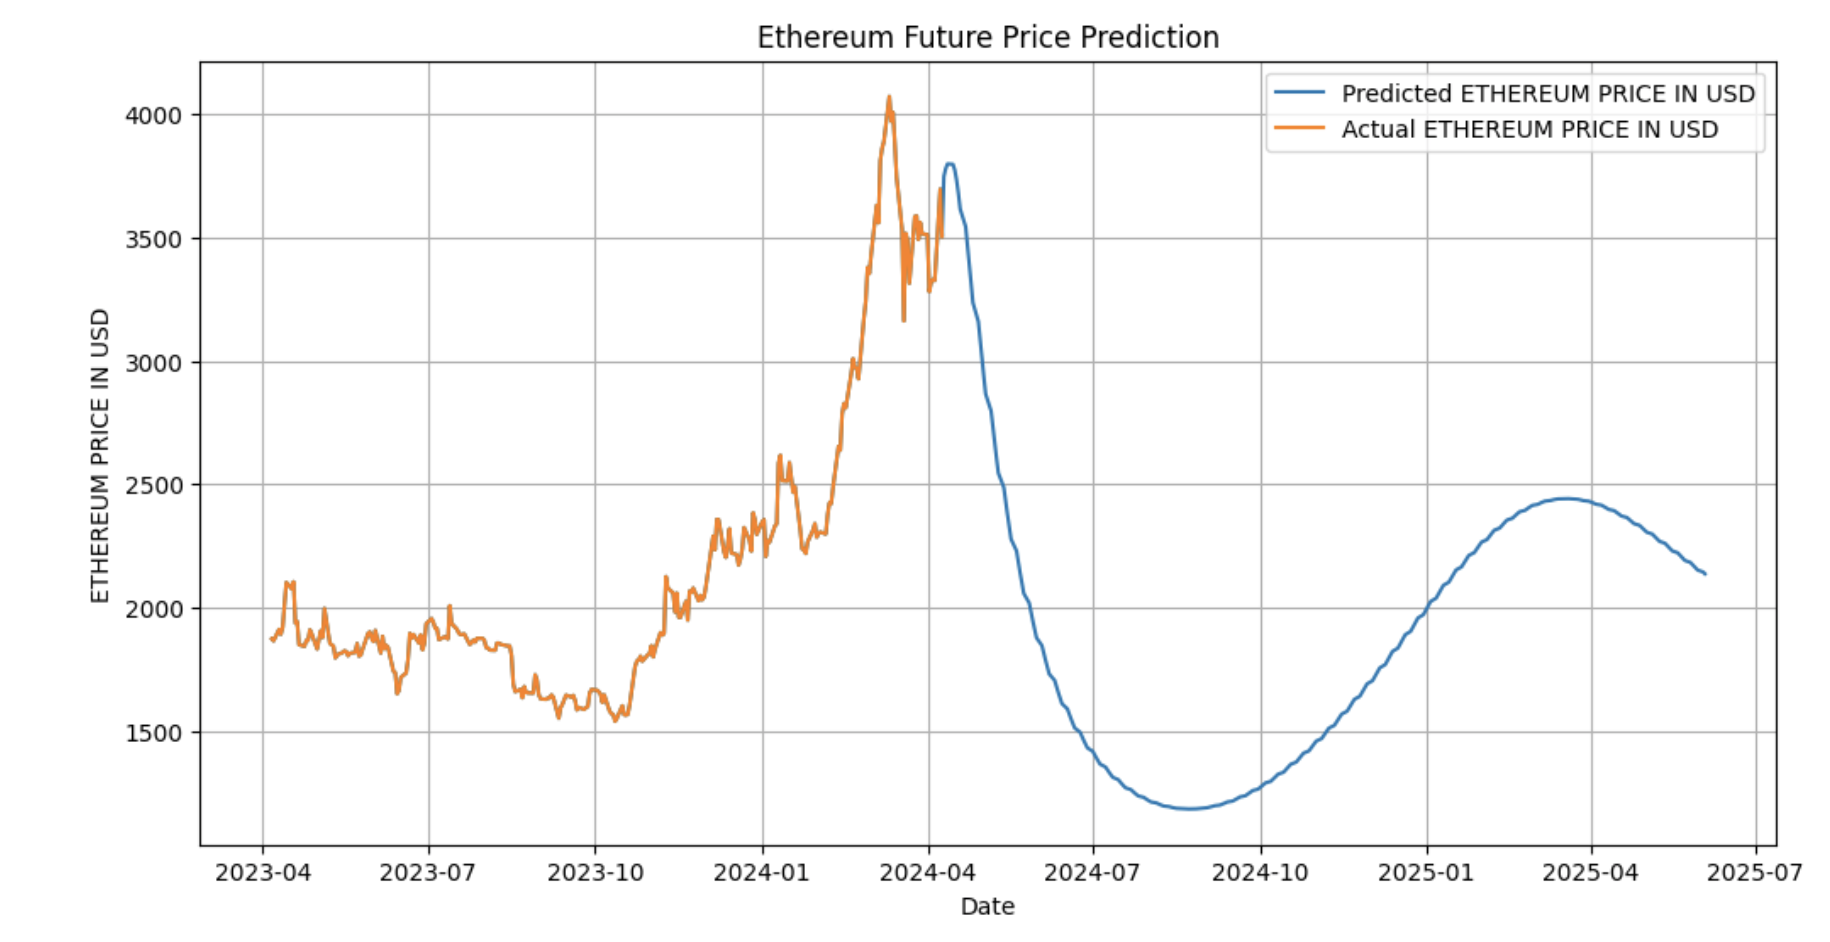 Ethereum Future Price Prediction
Predicted ETHEREUM PRICE IN USD
Actual ETHEREUM PRICE IN USD
ETHEREUM PRICE IN USD
4000
3500
3000
2500
2000
1500
2023-04 2023-07 2023-10 2024-01 2024-04 2024-07 2024-10 2025-01 2025-04 2025-07
Date